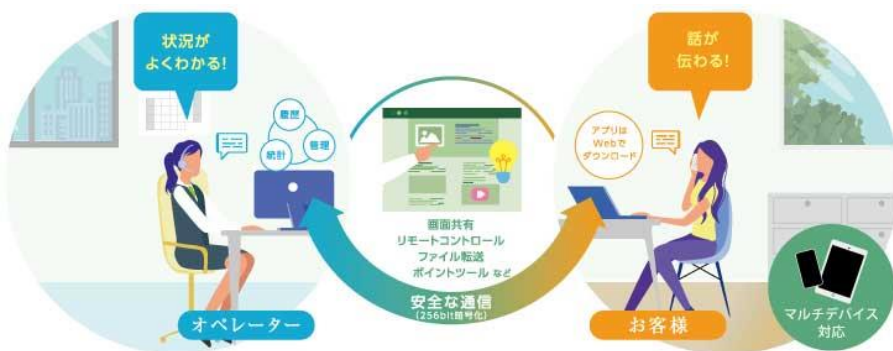 状況が
よくわかる!
履歴
統計
管理
オペレーター
画面共有
リモートコントロール
ファイル転送
ポイントツール など
安全な通信
(256bit暗号化)
話が
伝わる!
アプリは
Webで
ダウンロード
お客様
マルチデバイス
対応